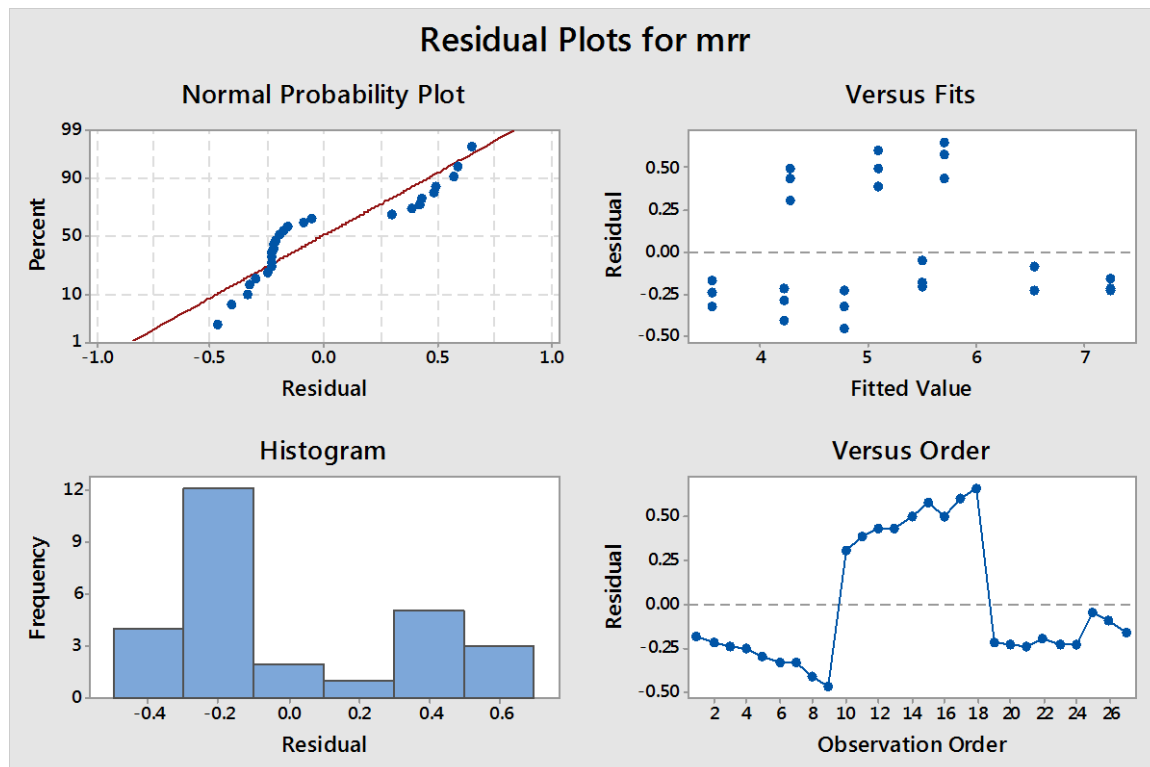 Residual Plots for mrr
Normal Probability Plot
99
90
50
10
1
Percent
-1.0 -0.5 0.0 0.5 1.0
Residual
Versus Fits
0.50
0.25
0.00
-0.25
-0.50
Residual
4 5 6 7
Fitted Value
Histogram
12
9
6
3
0
Frequency
-0.4 -0.2 0.0 0.2 0.4 0.6
Residual
Versus Order
0.50
0.25
0.00
-0.25
-0.50
Residual
2 4 6 8 10 12 14 16 18 20 22 24 26
Observation Order